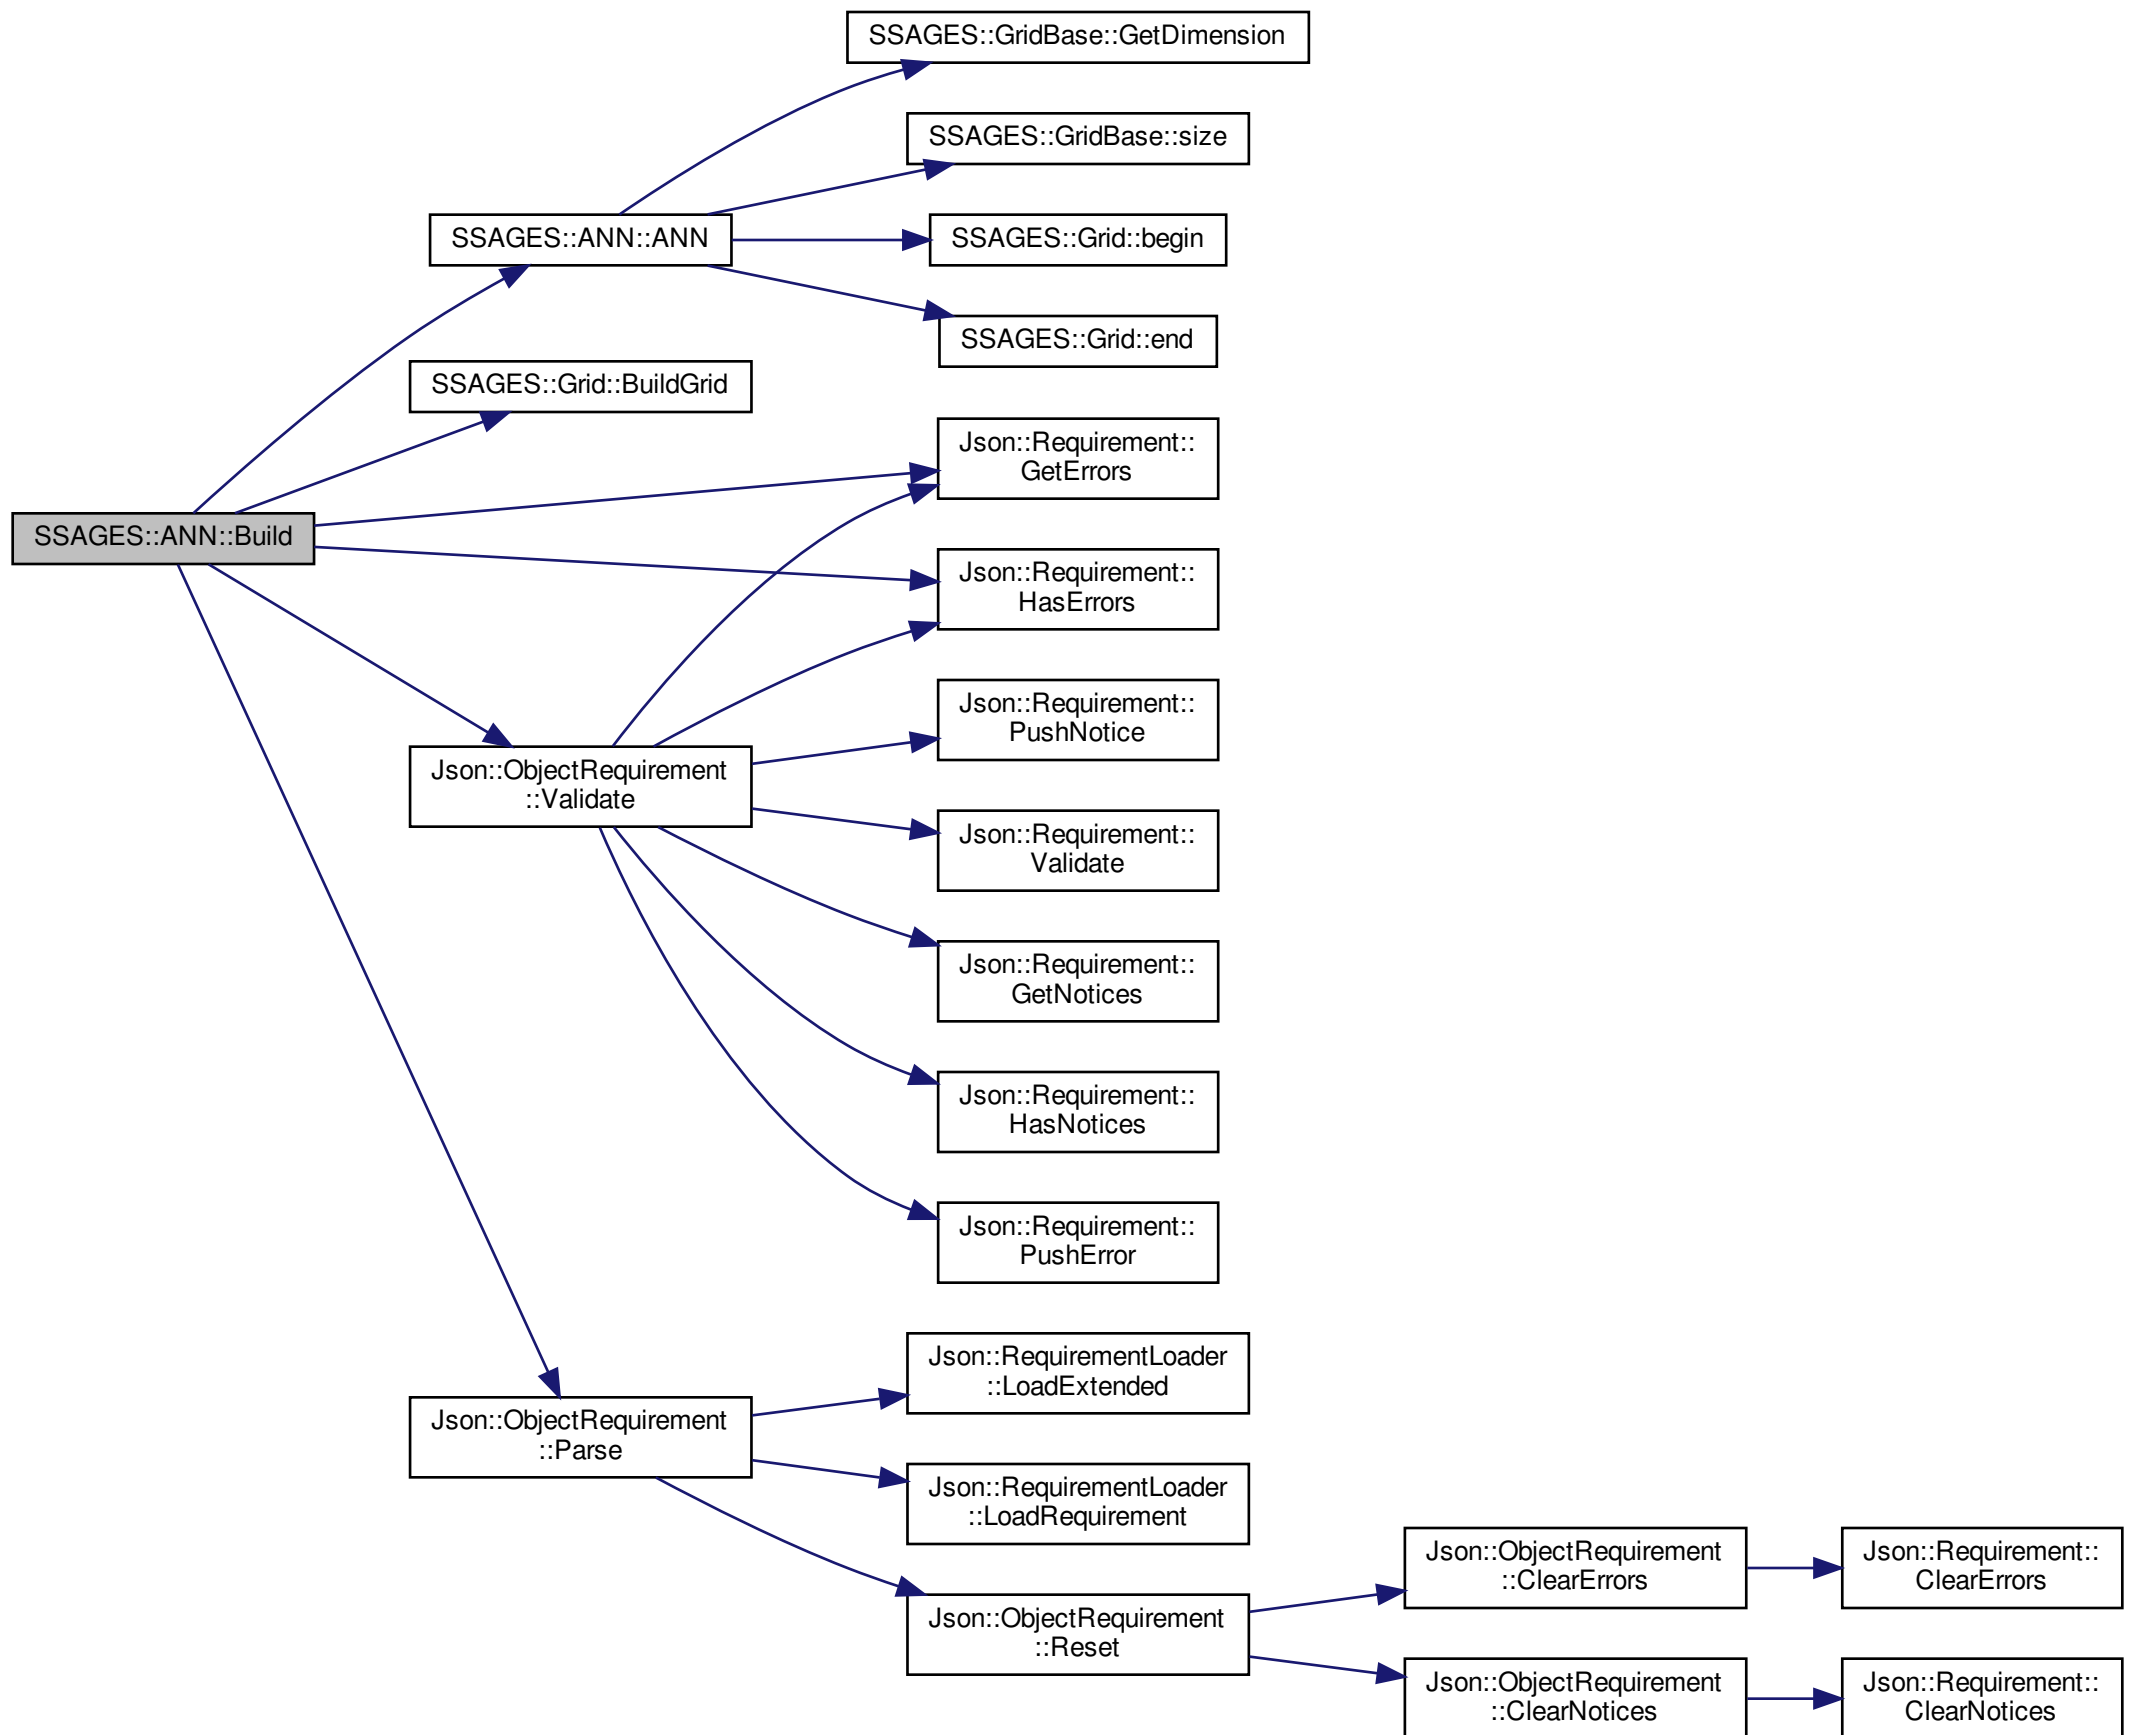 SSAGES::GridBase::GetDimension
SSAGES::GridBase::size
SSAGES::ANN::ANN
SSAGES::Grid::begin
SSAGES::Grid::end
SSAGES::Grid::BuildGrid
Json::Requirement::
GetErrors
SSAGES::ANN::Build
Json::Requirement::
HasErrors
Json::Requirement::
PushNotice
Json::ObjectRequirement
::Validate
Json::Requirement::
Validate
Json::Requirement::
GetNotices
Json::Requirement::
HasNotices
Json::Requirement::
PushError
Json::RequirementLoader
::LoadExtended
Json::ObjectRequirement
::Parse
Json::RequirementLoader
::LoadRequirement
Json::ObjectRequirement
::ClearErrors
Json::Requirement::
ClearErrors
Json::ObjectRequirement
::Reset
Json::ObjectRequirement
::ClearNotices
Json::Requirement::
ClearNotices